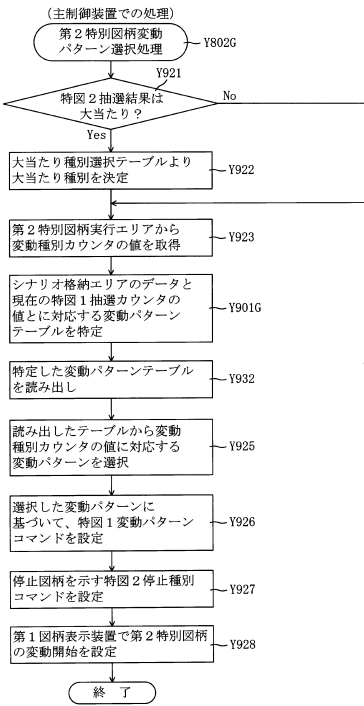 (主制御装置での処理)
第2特別図柄変動
パターン選択処理
Y802G
Y921
特図2抽選結果は
大当たり?
No
Yes
大当たり種別選択テーブルより
大当たり種別を決定
Y922
第2特別図柄実行エリアから
変動種別カウンタの値を取得
Y923
シナリオ格納エリアのデータと
現在の特図1抽選カウンタの
値とに対応する変動パターン
テーブルを特定
Y901G
特定した変動パターンテーブル
を読み出し
Y932
読み出したテーブルから変動
種別カウンタの値に対応する
変動パターンを選択
Y925
選択した変動パターンに
基づいて、特図1変動パターン
コマンドを設定
Y926
停止図柄を示す特図2停止種別
コマンドを設定
Y927
第1図柄表示装置で第2特別図柄
の変動開始を設定
Y928
終 了